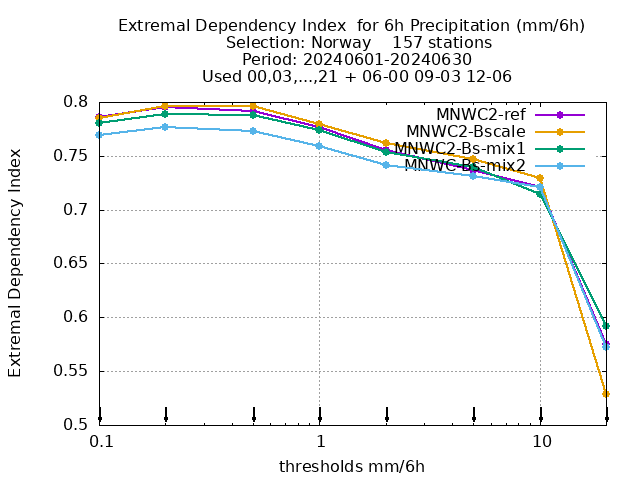 Extremal Dependency Index  for 6h Precipitation (mm/6h)
Selection: Norway    157 stations
Period: 20240601-20240630
Used 00,03,...,21 + 06-00 09-03 12-06
MNWC2-ref
MNWC2-Bscale
MNWC2-Bs-mix1
MNWC-Bs-mix2
Extremal Dependency Index
0.8
0.75
0.7
0.65
0.6
0.55
0.5
0.1
1
10
thresholds mm/6h